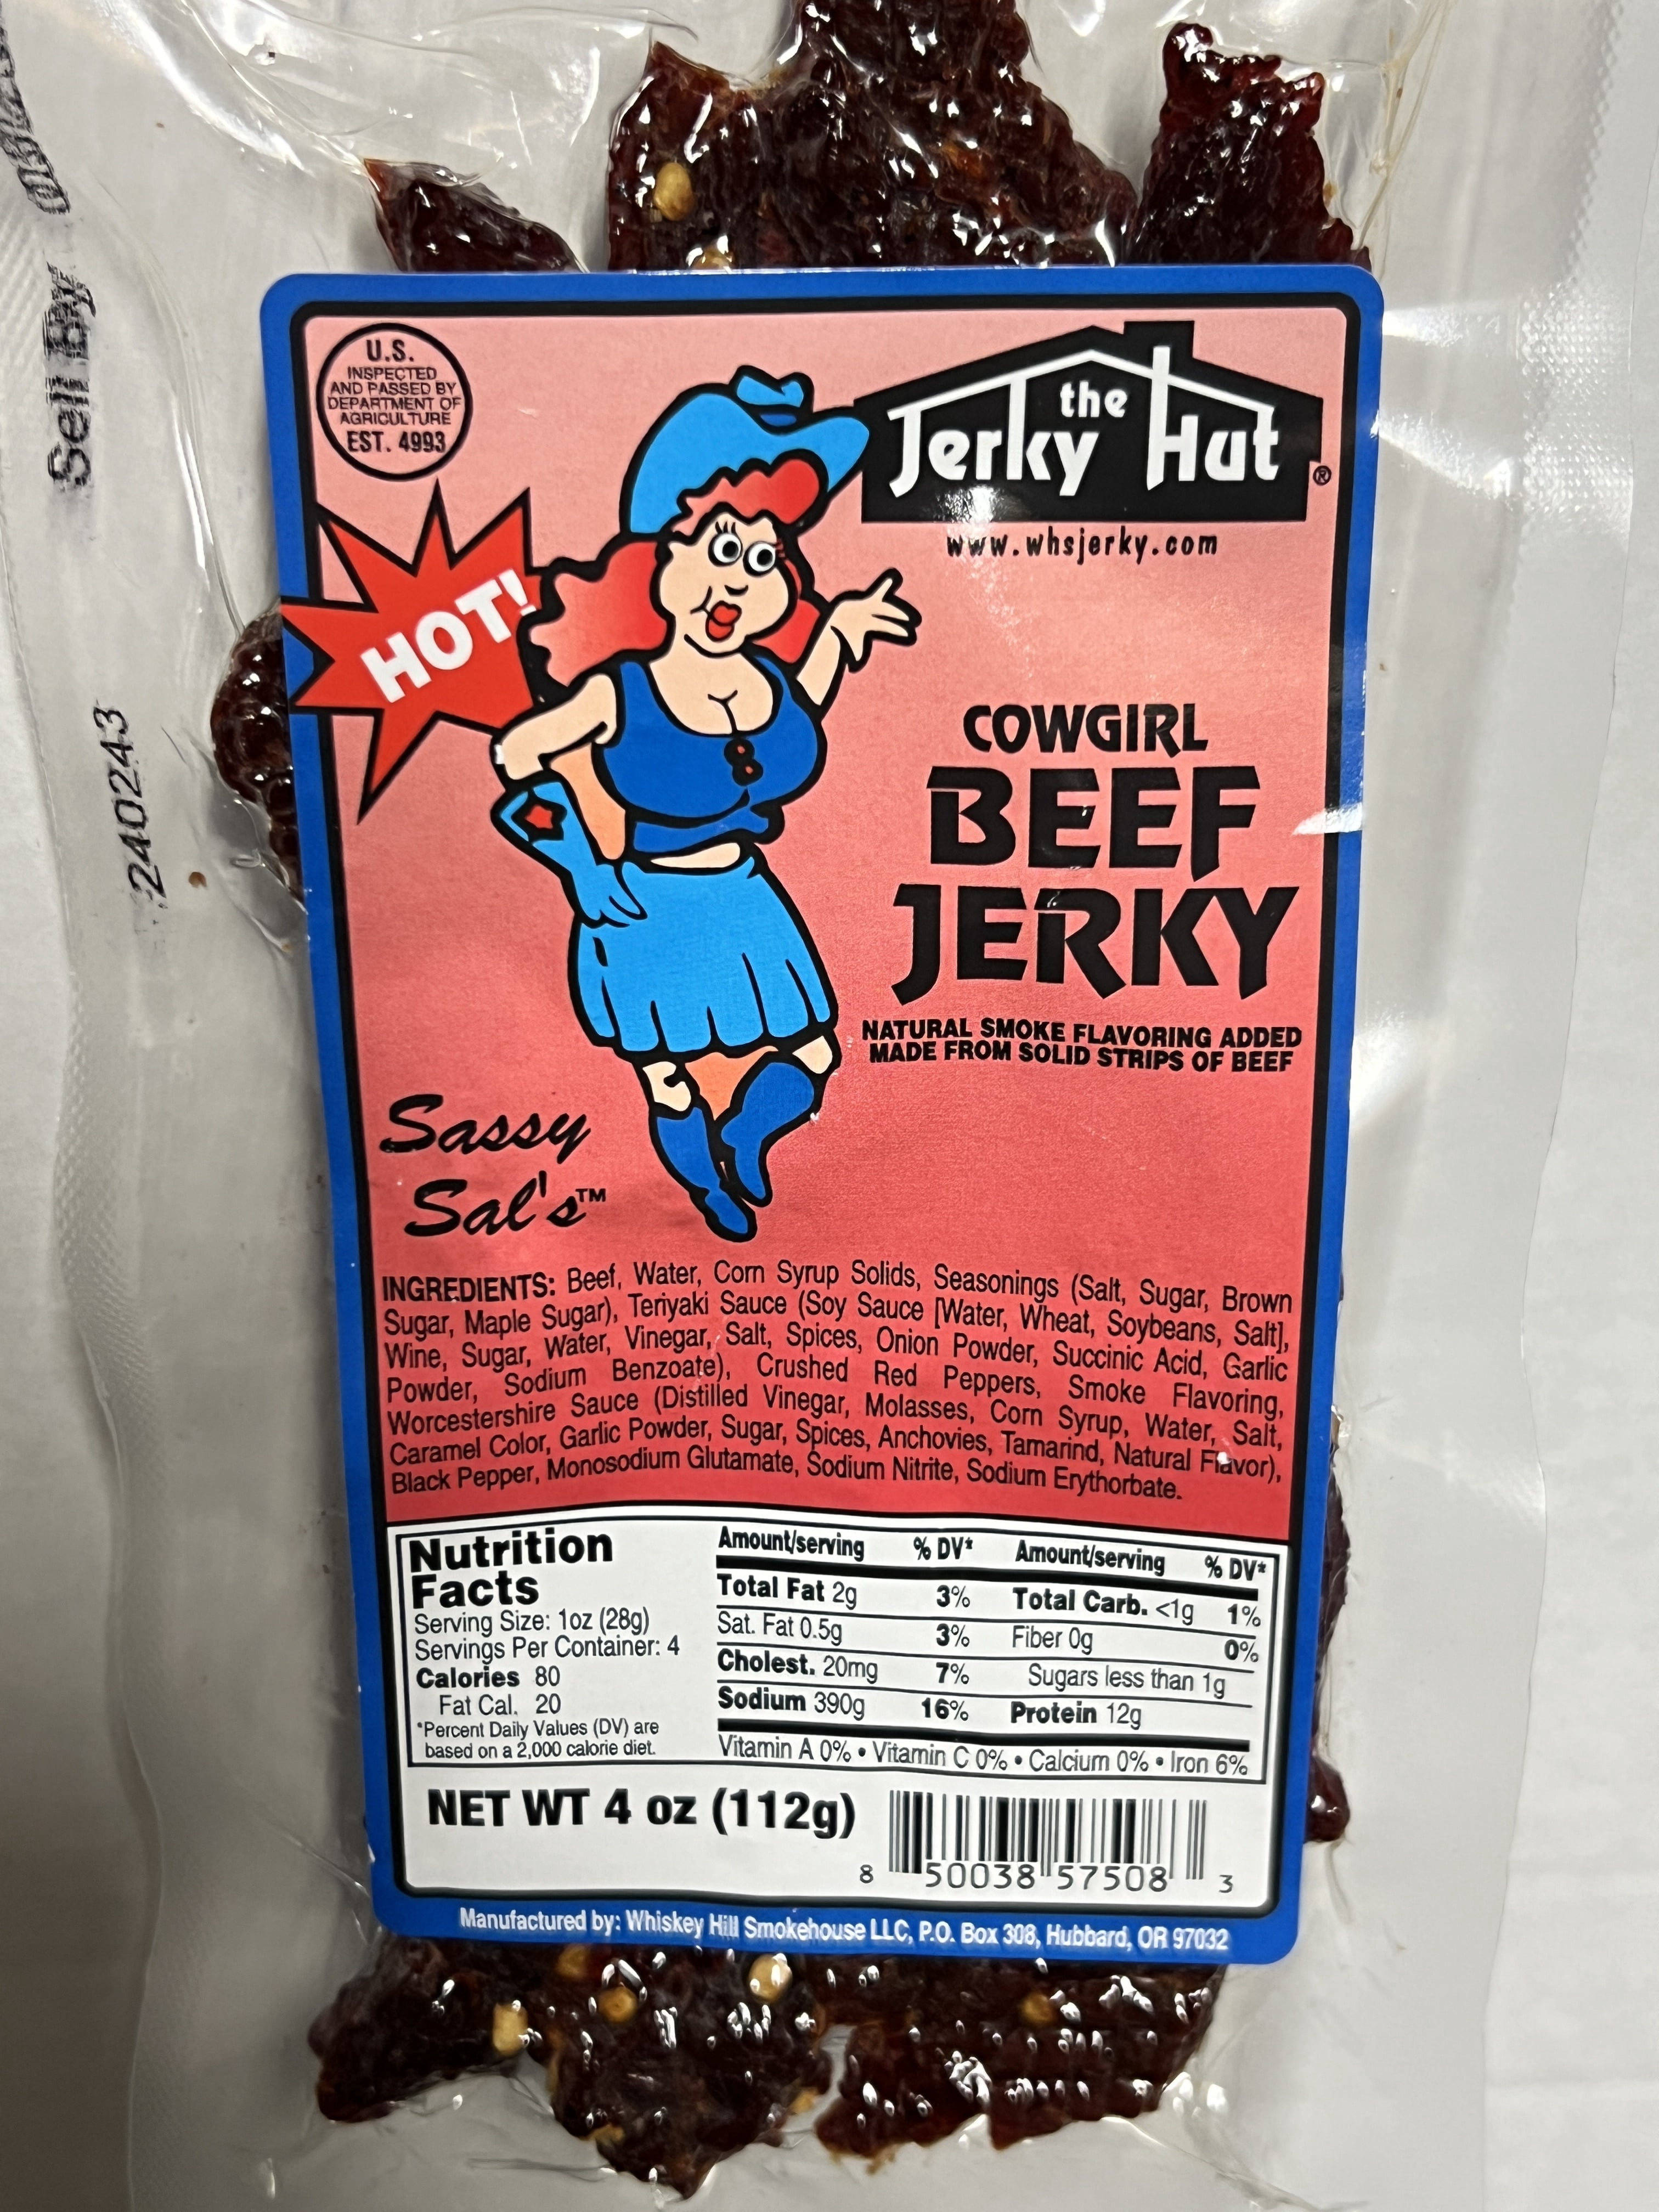 Sell By
240243
U.S.
INSPECTED
AND PASSED BY
DEPARTMENT OF
AGRICULTURE
EST. 4993
the
Jerky Hut
®
www.whsjerky.com
HOT!
COWGIRL
BEEF
JERKY
NATURAL SMOKE FLAVORING ADDED
MADE FROM SOLID STRIPS OF BEEF
Sassy
Sal's™
INGREDIENTS: Beef, Water, Corn Syrup Solids, Seasonings (Salt, Sugar, Brown
Sugar, Maple Sugar), Teriyaki Sauce (Soy Sauce [Water, Wheat, Soybeans, Salt],
Wine, Sugar, Water, Vinegar, Salt, Spices, Onion Powder, Succinic Acid, Garlic
Powder, Sodium Benzoate), Crushed Red Peppers, Smoke Flavoring,
Worcestershire Sauce (Distilled Vinegar, Molasses, Corn Syrup, Water, Salt,
Caramel Color, Garlic Powder, Sugar, Spices, Anchovies, Tamarind, Natural Flavor),
Black Pepper, Monosodium Glutamate, Sodium Nitrite, Sodium Erythorbate.
Nutrition
Facts
Serving Size: 1oz (28g)
Servings Per Container: 4
Calories 80
Fat Cal. 20
*Percent Daily Values (DV) are
based on a 2,000 calorie diet.
Amount/serving % DV* Amount/serving % DV*
Total Fat 2g 3% Total Carb. <1g 1%
Sat. Fat 0.5g 3% Fiber 0g 0%
Cholest. 20mg 7% Sugars less than 1g
Sodium 390g 16% Protein 12g
Vitamin A 0% • Vitamin C 0% • Calcium 0% • Iron 6%
NET WT 4 oz (112g)
8 50038 57508 3
Manufactured by: Whiskey Hill Smokehouse LLC, P.O. Box 308, Hubbard, OR 97032